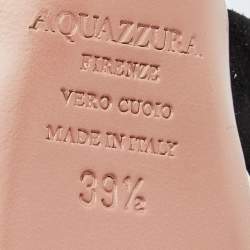 AQUAZZURA
FIRENZE
VERO CUOIO
MADE IN ITALY
39½